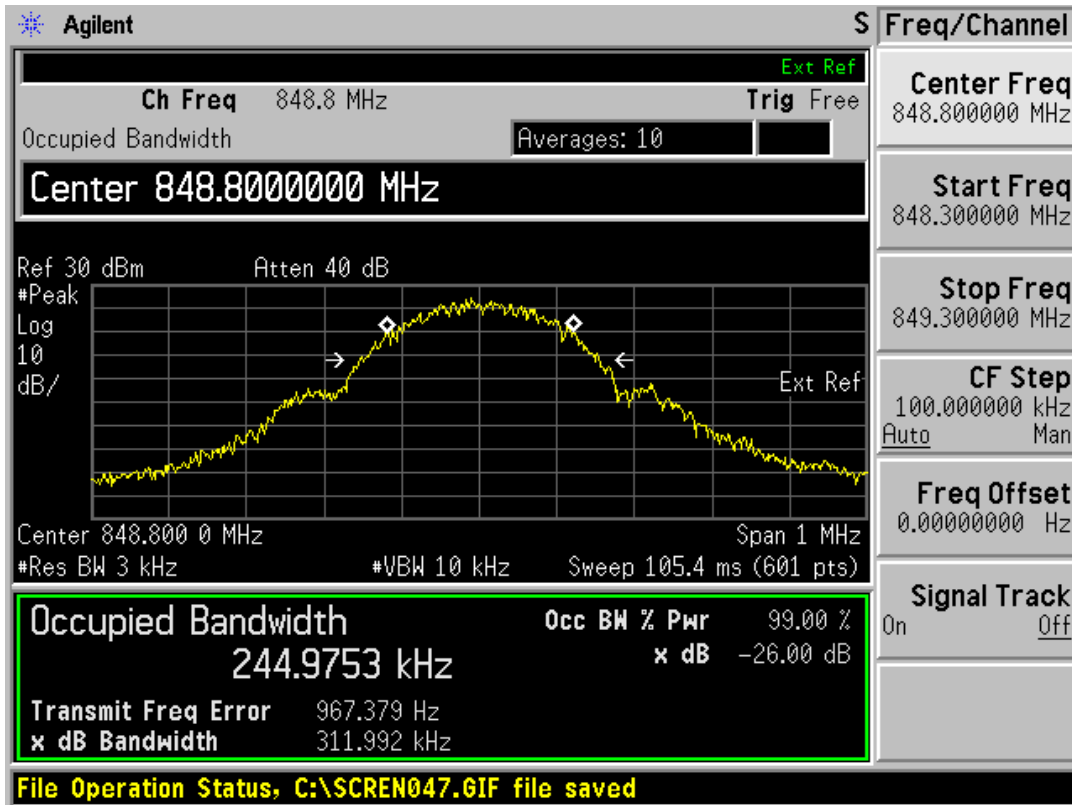 Agilent
S
Freq/Channel
Ext Ref
Ch Freq 848.8 MHz Trig Free
Occupied Bandwidth Averages: 10
Center 848.8000000 MHz
Ref 30 dBm Atten 40 dB
#Peak
Log
10
dB/
Ext Ref
Center 848.800 0 MHz Span 1 MHz
#Res BW 3 kHz #VBW 10 kHz Sweep 105.4 ms (601 pts)
Occupied Bandwidth Occ BW % Pwr 99.00 %
244.9753 kHz x dB -26.00 dB
Transmit Freq Error 967.379 Hz
x dB Bandwidth 311.992 kHz
File Operation Status, C:\SCREN047.GIF file saved
Center Freq
848.800000 MHz
Start Freq
848.300000 MHz
Stop Freq
849.300000 MHz
CF Step
100.000000 kHz
Auto Man
Freq Offset
0.00000000 Hz
Signal Track
On Off